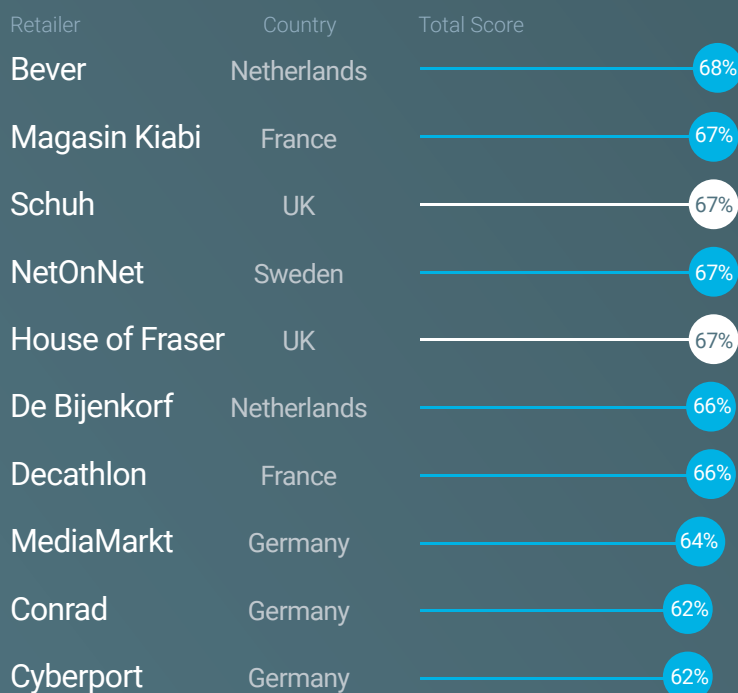 Retailer Country Total Score
Bever Netherlands 68%
Magasin Kiabi France 67%
Schuh UK 67%
NetOnNet Sweden 67%
House of Fraser UK 67%
De Bijenkorf Netherlands 66%
Decathlon France 66%
MediaMarkt Germany 64%
Conrad Germany 62%
Cyberport Germany 62%